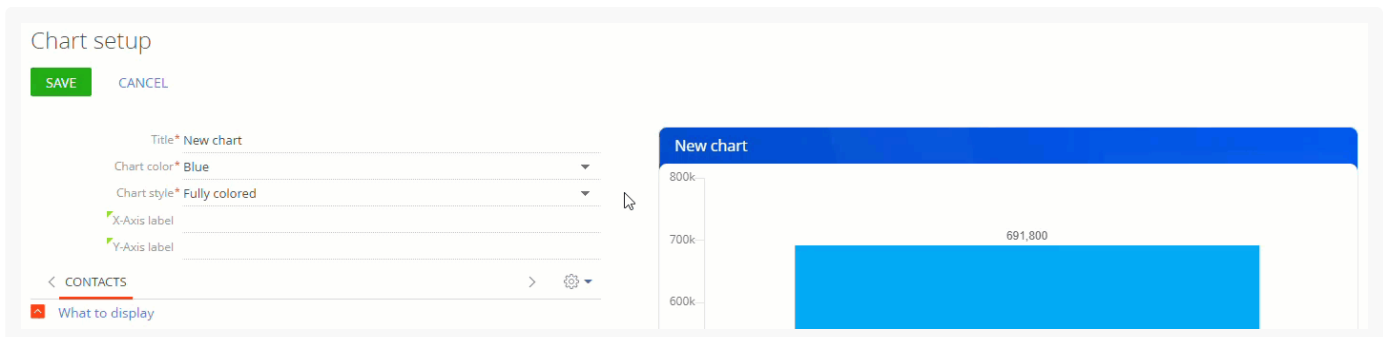 Chart setup
SAVE CANCEL
Title* New chart
Chart color* Blue
Chart style* Fully colored
X-Axis label
Y-Axis label
CONTACTS
What to display
New chart
800k
691,800
700k
600k